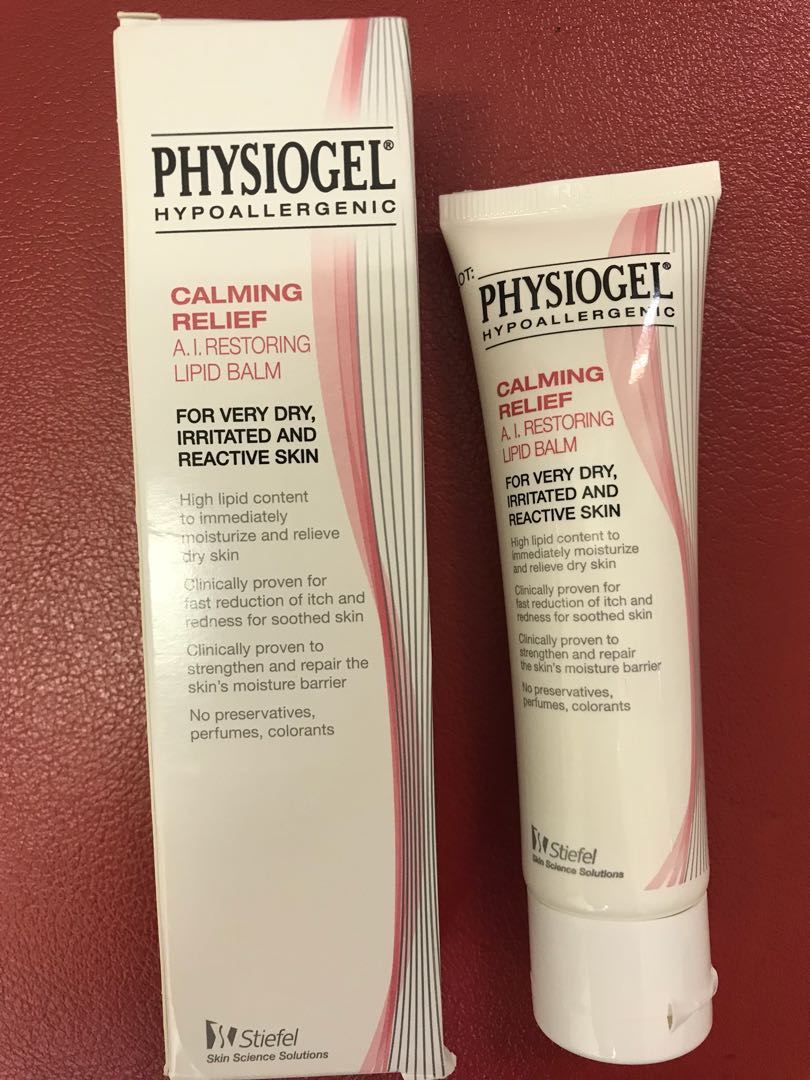 PHYSIOGEL®
HYPOALLERGENIC
CALMING
RELIEF
A.I.RESTORING
LIPID BALM
FOR VERY DRY,
IRRITATED AND
REACTIVE SKIN
High lipid content
to immediately
moisturize and relieve
dry skin
Clinically proven for
fast reduction of itch and
redness for soothed skin
Clinically proven to
strengthen and repair the
skin's moisture barrier
No preservatives,
perfumes, colorants
Stiefel
Skin Science Solutions
OT:
PHYSIOGEL®
HYPOALLERGENIC
CALMING
RELIEF
A.I. RESTORING
LIPID BALM
FOR VERY DRY,
IRRITATED AND
REACTIVE SKIN
High lipid content to
immediately moisturize
and relieve dry skin
Clinically proven for
fast reduction of itch and
redness for soothed skin
Clinically proven to
strengthen and repair
the skin's moisture barrier
No preservatives,
perfumes, colorants
Stiefel
Skin Science Solutions